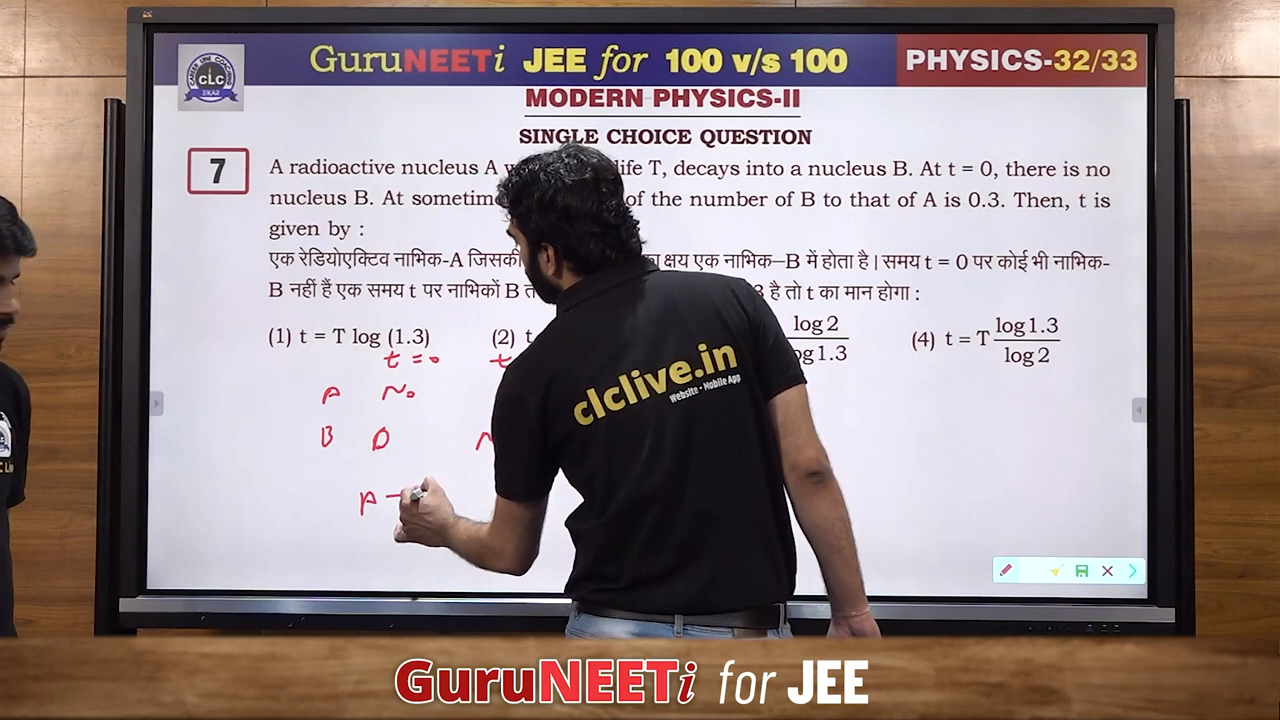 GuruNEETi JEE for 100 v/s 100
PHYSICS-32/33
CLC
SIKAR
MODERN PHYSICS-II
SINGLE CHOICE QUESTION
7
A radioactive nucleus A life T, decays into a nucleus B. At t = 0, there is no
nucleus B. At sometime of the number of B to that of A is 0.3. Then, t is
given by :
एक रेडियोएक्टिव नाभिक-A जिसकी क्षय एक नाभिक–B में होता है। समय t = 0 पर कोई भी नाभिक-
B नहीं हैं एक समय t पर नाभिकों B है तो t का मान होगा :
(1) t = T log (1.3) (2) t log 2 / log 1.3 (4) t = T log 1.3 / log 2
t = 0
A N₀
B 0 N
A –
clclive.in
Website - Mobile App
GuruNEETi for JEE